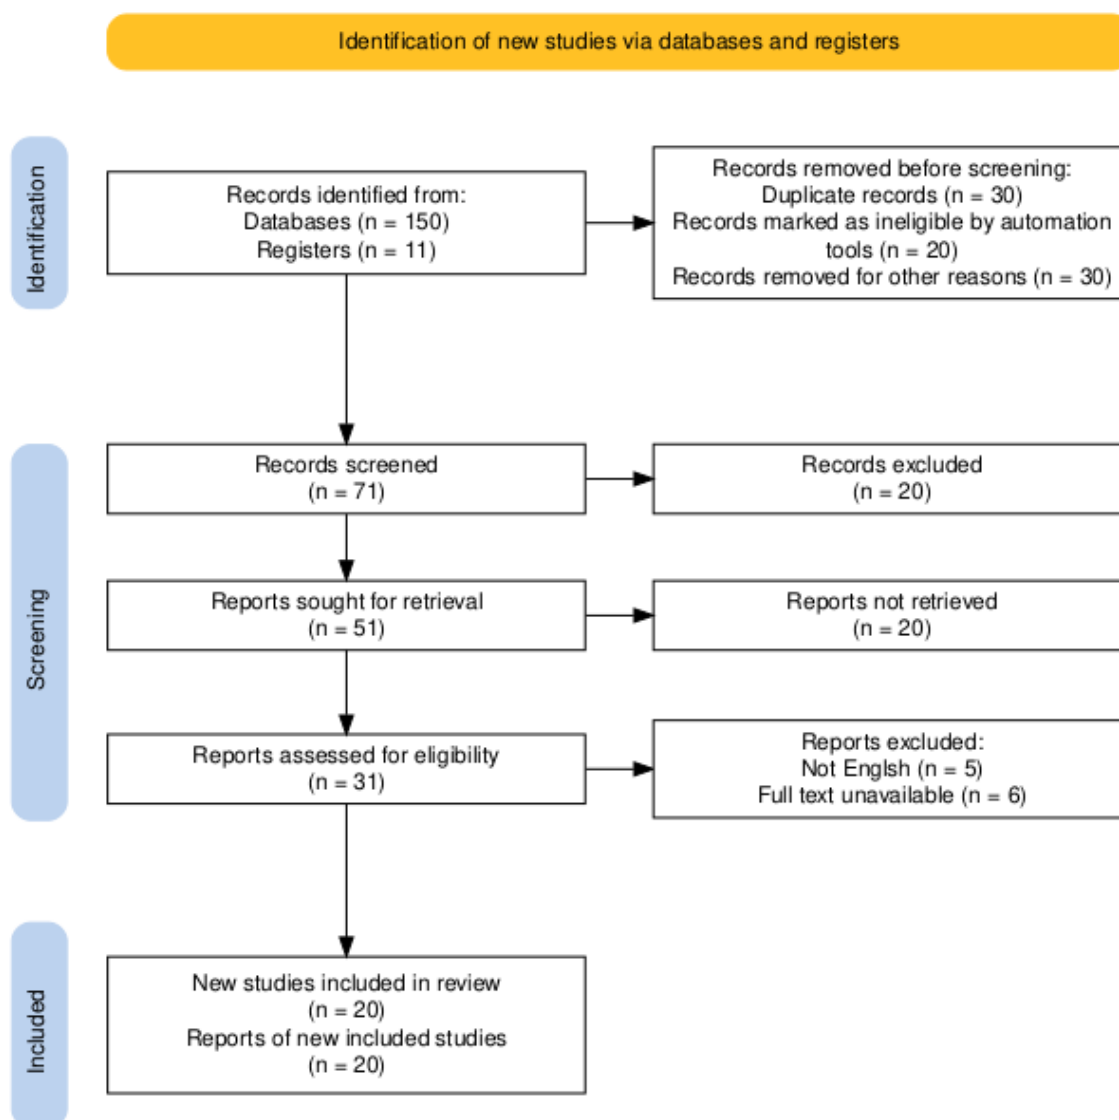 Identification of new studies via databases and registers
Identification
Records identified from:
Databases (n = 150)
Registers (n = 11)
Records removed before screening:
Duplicate records (n = 30)
Records marked as ineligible by automation
tools (n = 20)
Records removed for other reasons (n = 30)
Screening
Records screened
(n = 71)
Records excluded
(n = 20)
Reports sought for retrieval
(n = 51)
Reports not retrieved
(n = 20)
Reports assessed for eligibility
(n = 31)
Reports excluded:
Not Englsh (n = 5)
Full text unavailable (n = 6)
Included
New studies included in review
(n = 20)
Reports of new included studies
(n = 20)